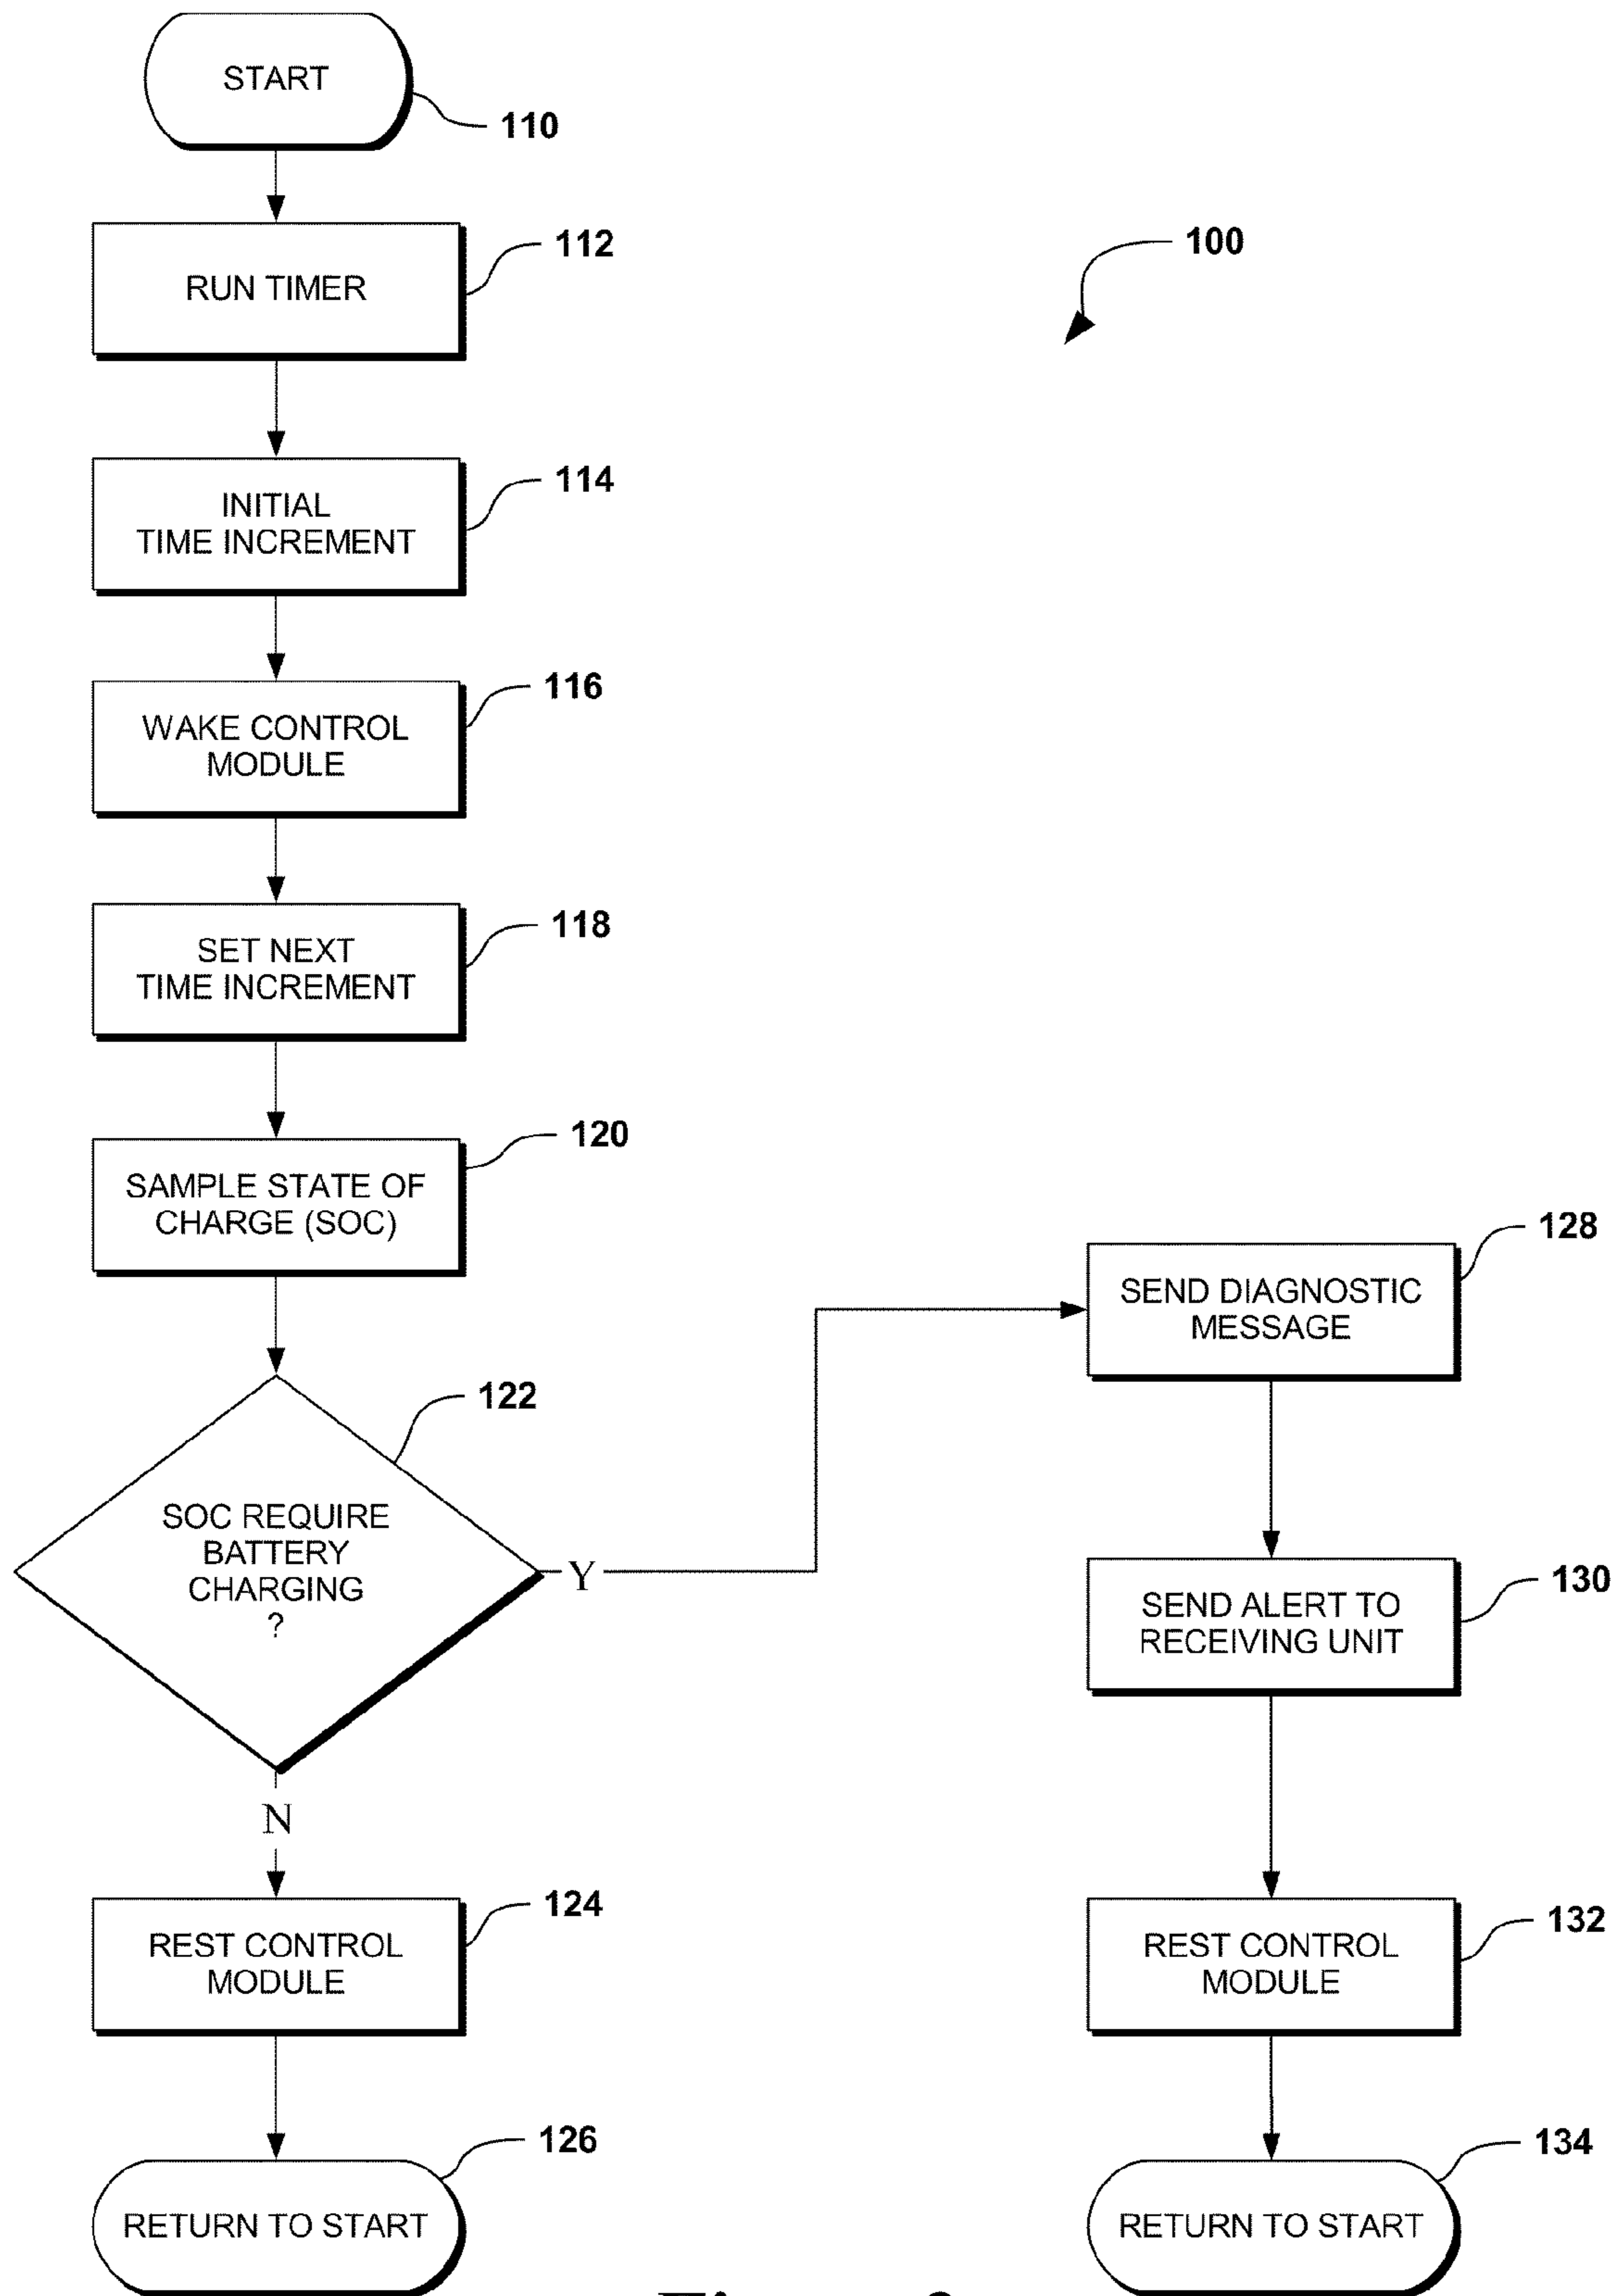 START
110
RUN TIMER
112
100
INITIAL
TIME INCREMENT
114
WAKE CONTROL
MODULE
116
SET NEXT
TIME INCREMENT
118
SAMPLE STATE OF
CHARGE (SOC)
120
SOC REQUIRE
BATTERY
CHARGING
?
122
Y
N
REST CONTROL
MODULE
124
RETURN TO START
126
SEND DIAGNOSTIC
MESSAGE
128
SEND ALERT TO
RECEIVING UNIT
130
REST CONTROL
MODULE
132
RETURN TO START
134